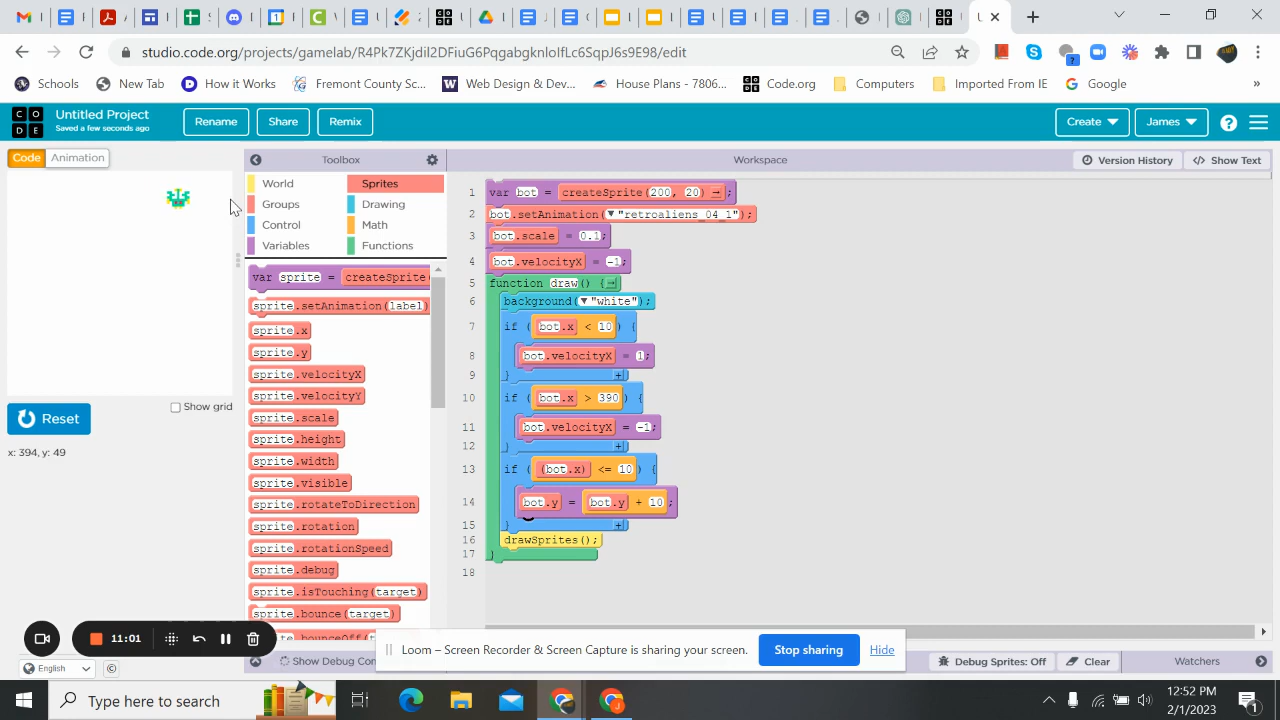 studio.code.org/projects/gamelab/R4Pk7ZKjdil2DFiuG6PqgabgknloIfLc6SqpJ6s9E98/edit
Schools
New Tab
How it Works
Fremont County Sc...
Web Design & Dev...
House Plans - 7806...
Code.org
Computers
Imported From IE
Google
»
CODE
Untitled Project
Saved a few seconds ago
Rename
Share
Remix
Create
James
Code
Animation
Toolbox
Workspace
Version History
</> Show Text
World
Sprites
Groups
Drawing
Control
Math
Variables
Functions
var sprite = createSprite(
sprite.setAnimation(label)
sprite.x
sprite.y
sprite.velocityX
sprite.velocityY
sprite.scale
sprite.height
sprite.width
sprite.visible
sprite.rotateToDirection
sprite.rotation
sprite.rotationSpeed
sprite.debug
sprite.isTouching(target)
sprite.bounce(target)
1 var bot = createSprite(200, 20);
2 bot.setAnimation("retroaliens_04_1");
3 bot.scale = 0.1;
4 bot.velocityX = -1;
5 function draw() {
6 background("white");
7 if (bot.x < 10) {
8 bot.velocityX = 1;
9 }
10 if (bot.x > 390) {
11 bot.velocityX = -1;
12 }
13 if ((bot.x) <= 10) {
14 bot.y = bot.y + 10;
15 }
16 drawSprites();
17 }
18
Show grid
Reset
x: 394, y: 49
11:01
Loom – Screen Recorder & Screen Capture is sharing your screen.
Stop sharing
Hide
English
Show Debug Con
Debug Sprites: Off
Clear
Watchers
Type here to search
12:52 PM
2/1/2023